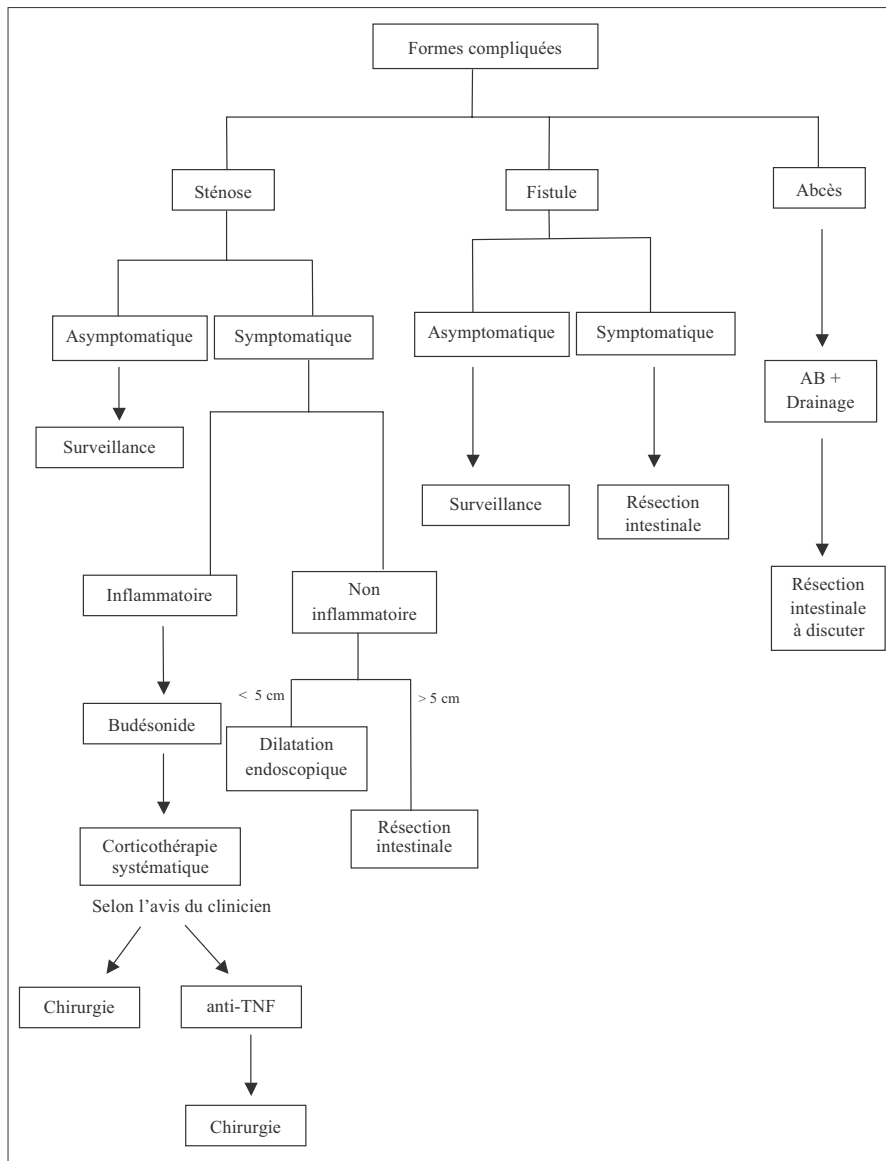 Formes compliquées
Sténose
Fistule
Abcès
Asymptomatique
Symptomatique
Asymptomatique
Symptomatique
AB +
Drainage
Surveillance
Surveillance
Résection
intestinale
Inflammatoire
Non
inflammatoire
Résection
intestinale
à discuter
< 5 cm
> 5 cm
Budésonide
Dilatation
endoscopique
Corticothérapie
systématique
Résection
intestinale
Selon l’avis du clinicien
Chirurgie
anti-TNF
Chirurgie